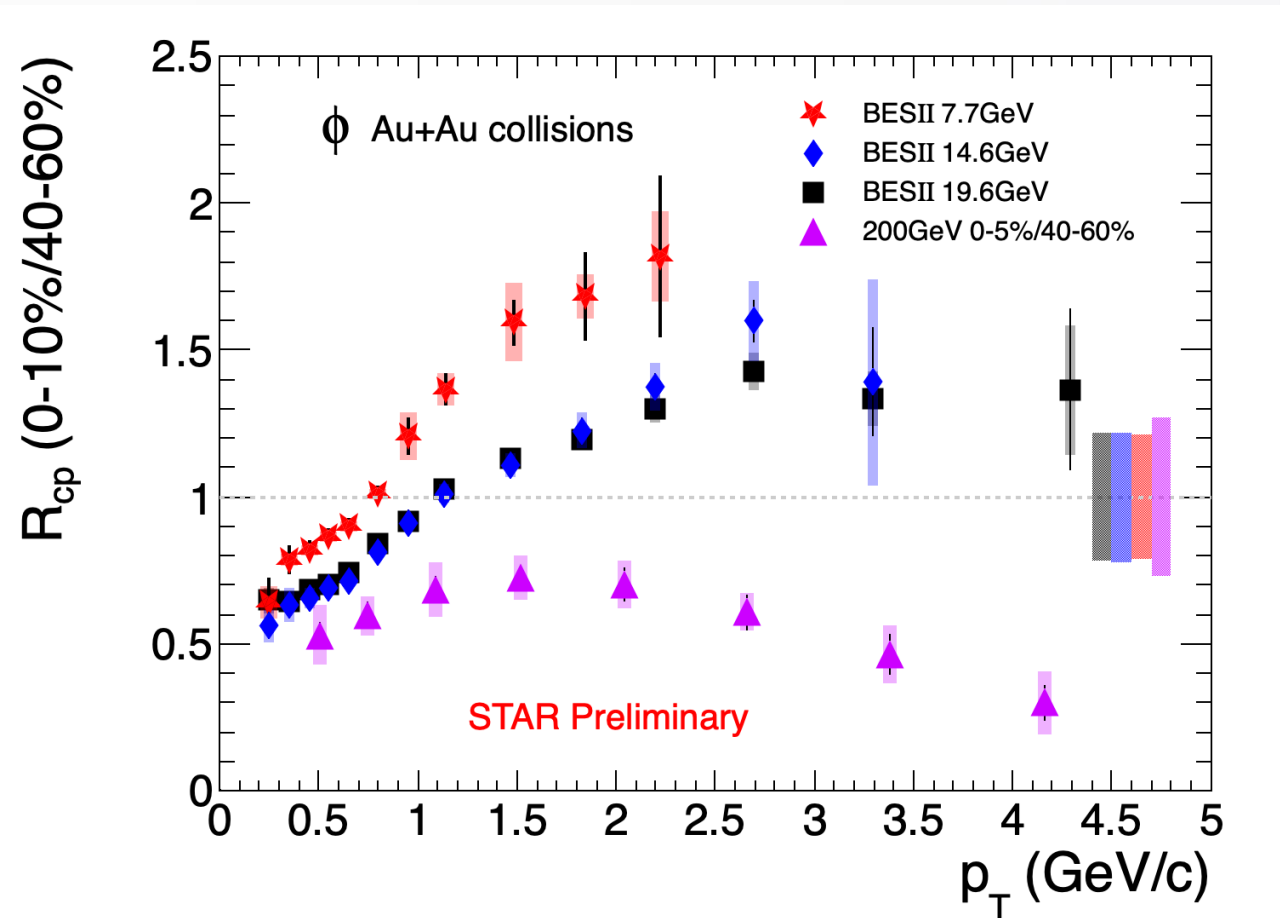 R_cp (0-10%/40-60%)
2.5
2
1.5
1
0.5
0
ϕ Au+Au collisions
BESII 7.7GeV
BESII 14.6GeV
BESII 19.6GeV
200GeV 0-5%/40-60%
STAR Preliminary
0 0.5 1 1.5 2 2.5 3 3.5 4 4.5 5
p_T (GeV/c)